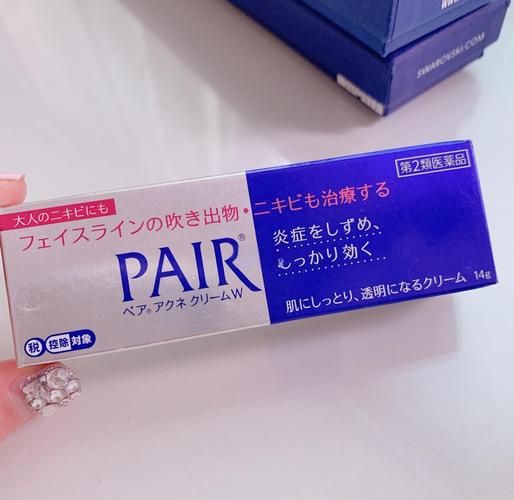 SWAROVSKI.COM
第2類医薬品
大人のニキビにも
フェイスラインの吹き出物・ニキビも治療する
PAIR®
ペア®アクネクリームW
炎症をしずめ、
しっかり効く
肌にしっとり、透明になるクリーム 14g
税 控除対象